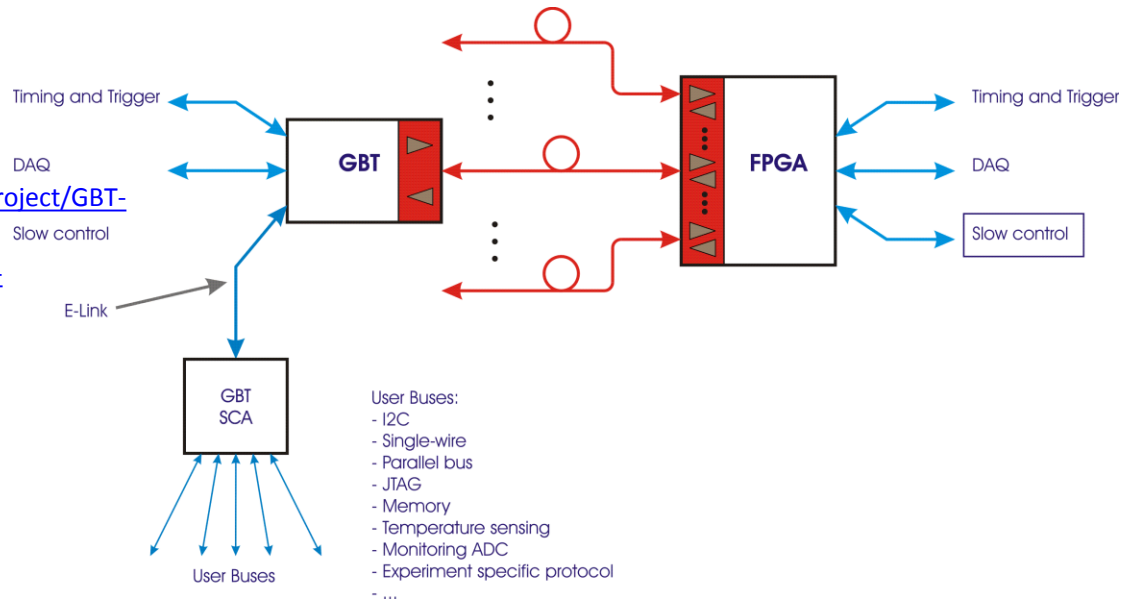 Timing and Trigger
DAQ
roject/GBT-
Slow control
E-Link
GBT
FPGA
Timing and Trigger
DAQ
Slow control
GBT
SCA
User Buses
User Buses:
- I2C
- Single-wire
- Parallel bus
- JTAG
- Memory
- Temperature sensing
- Monitoring ADC
- Experiment specific protocol
- ...